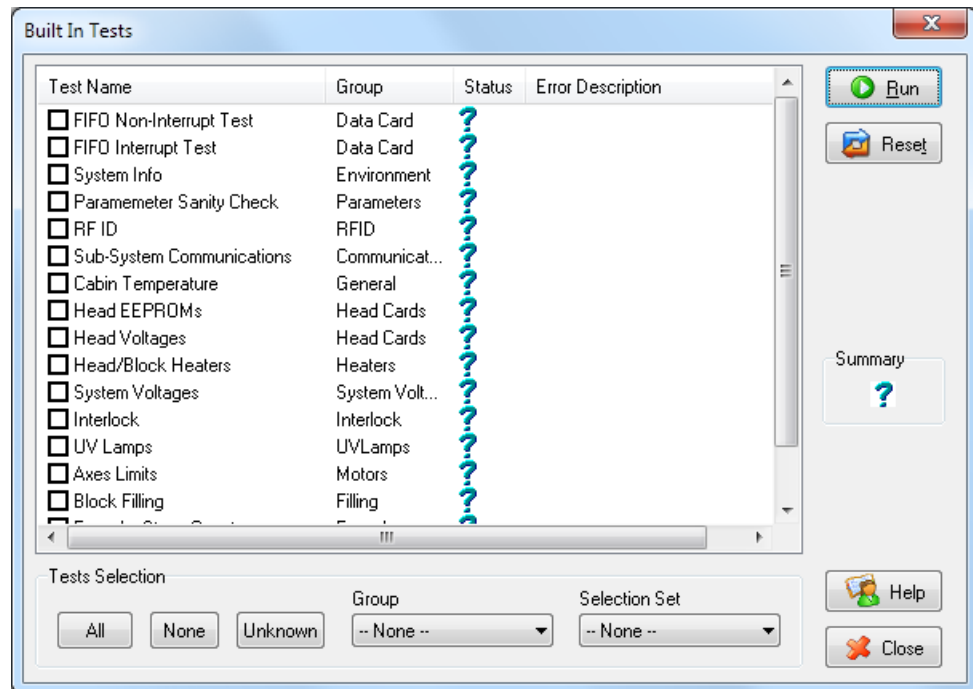 Built In Tests
Test Name Group Status Error Description
FIFO Non-Interrupt Test Data Card ?
FIFO Interrupt Test Data Card ?
System Info Environment ?
Paramemeter Sanity Check Parameters ?
RF ID RFID ?
Sub-System Communications Communicat... ?
Cabin Temperature General ?
Head EEPROMs Head Cards ?
Head Voltages Head Cards ?
Head/Block Heaters Heaters ?
System Voltages System Volt... ?
Interlock Interlock ?
UV Lamps UVLamps ?
Axes Limits Motors ?
Block Filling Filling ?
Run
Reset
Summary
?
Tests Selection
All None Unknown
Group
-- None --
Selection Set
-- None --
Help
Close